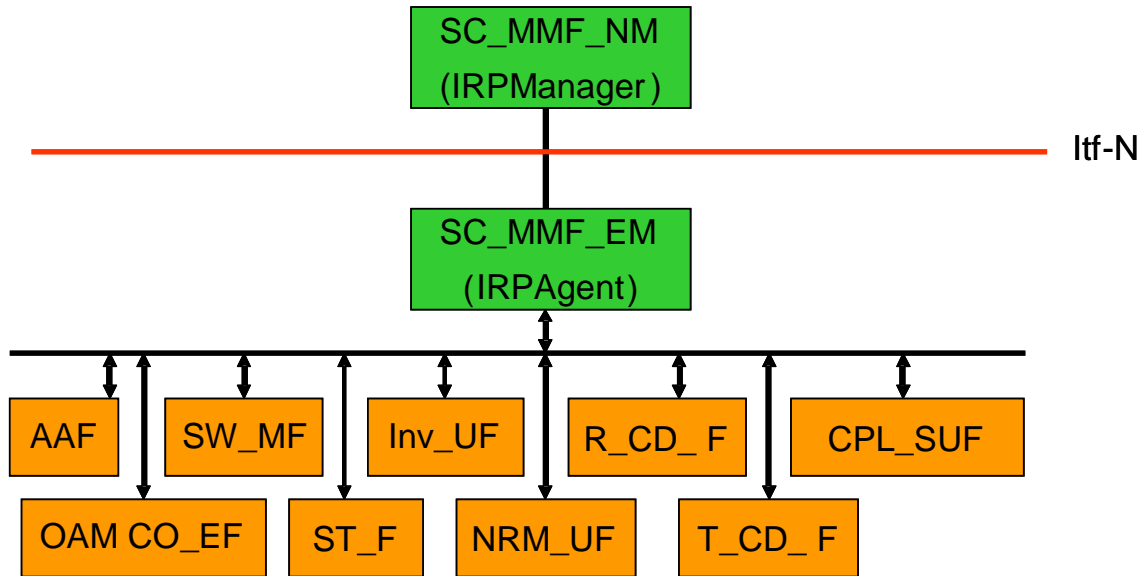 SC_MMF_NM
(IRPManager)
Itf-N
SC_MMF_EM
(IRPAgent)
AAF
SW_MF
Inv_UF
R_CD_ F
CPL_SUF
OAM CO_EF
ST_F
NRM_UF
T_CD_ F